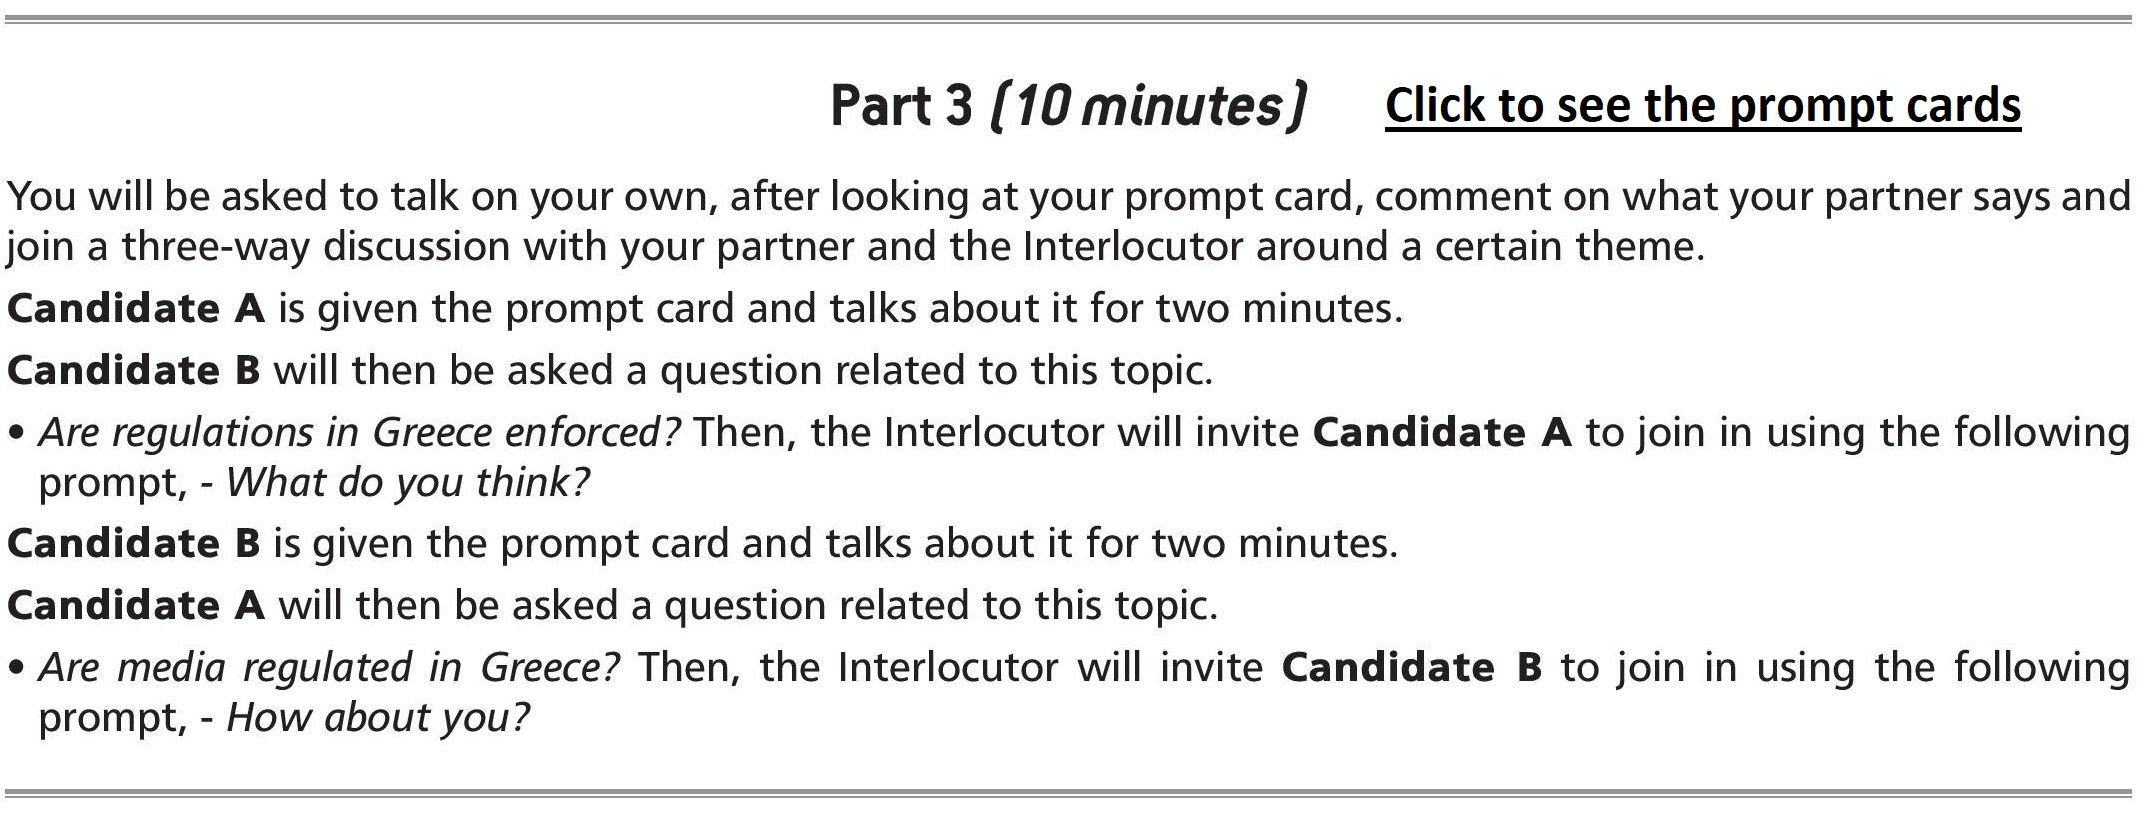 Part 3 (10 minutes) Click to see the prompt cards
You will be asked to talk on your own, after looking at your prompt card, comment on what your partner says and
join a three-way discussion with your partner and the Interlocutor around a certain theme.
Candidate A is given the prompt card and talks about it for two minutes.
Candidate B will then be asked a question related to this topic.
• Are regulations in Greece enforced? Then, the Interlocutor will invite Candidate A to join in using the following
prompt, - What do you think?
Candidate B is given the prompt card and talks about it for two minutes.
Candidate A will then be asked a question related to this topic.
• Are media regulated in Greece? Then, the Interlocutor will invite Candidate B to join in using the following
prompt, - How about you?